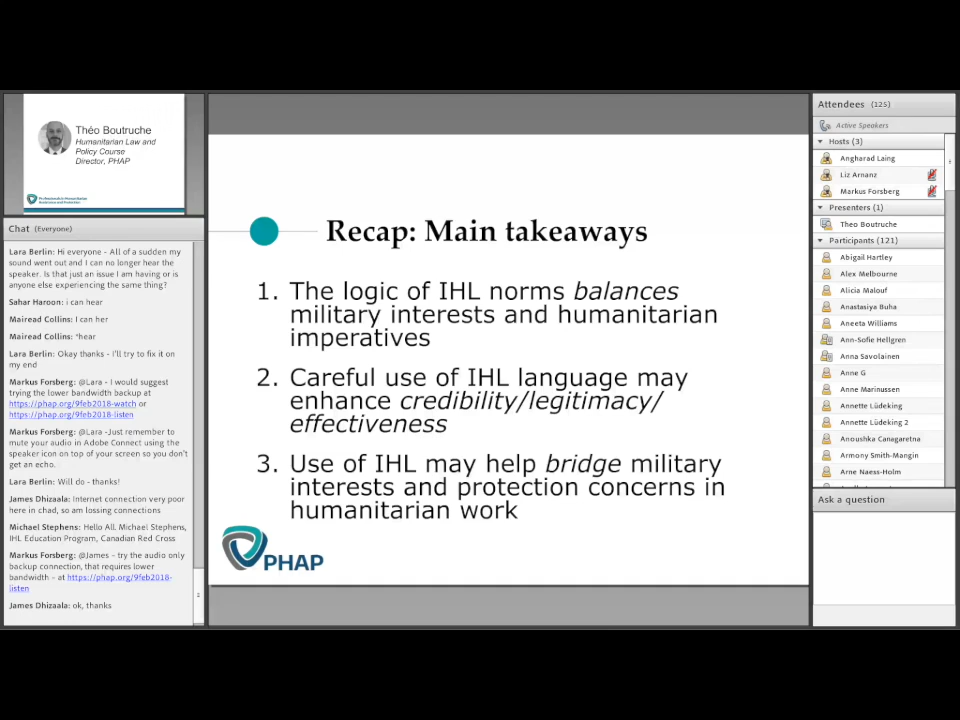 Théo Boutruche
Humanitarian Law and
Policy Course
Director, PHAP
Chat (Everyone)
Lara Berlin: Hi everyone - All of a sudden my
sound went out and I can no longer hear the
speaker. Is that just an issue I am having or is
anyone else experiencing the same thing?
Sahar Haroon: i can hear
Mairead Collins: I can her
Mairead Collins: *hear
Lara Berlin: Okay thanks - I'll try to fix it on
my end
Markus Forsberg: @Lara - I would suggest
trying the lower bandwidth backup at
https://phap.org/9feb2018-watch or
https://phap.org/9feb2018-listen
Markus Forsberg: @Lara -Just remember to
mute your audio in Adobe Connect using the
speaker icon on top of your screen so you don't
get an echo.
Lara Berlin: Will do - thanks!
James Dhizaala: Internet connection very poor
here in chad, so am lossing connections
Michael Stephens: Hello All. Michael Stephens,
IHL Education Program, Canadian Red Cross
Markus Forsberg: @James - try the audio only
backup connection, that requires lower
bandwidth - at https://phap.org/9feb2018-
listen
James Dhizaala: ok, thanks
Recap: Main takeaways
1. The logic of IHL norms balances
military interests and humanitarian
imperatives
2. Careful use of IHL language may
enhance credibility/legitimacy/
effectiveness
3. Use of IHL may help bridge military
interests and protection concerns in
humanitarian work
PHAP
Attendees (125)
Active Speakers
Hosts (3)
Angharad Laing
Liz Arnanz
Markus Forsberg
Presenters (1)
Theo Boutruche
Participants (121)
Abigail Hartley
Alex Melbourne
Alicia Malouf
Anastasiya Buha
Aneeta Williams
Ann-Sofie Hellgren
Anna Savolainen
Anne G
Anne Marinussen
Annette Lüdeking
Annette Lüdeking 2
Anoushka Canagaretna
Armony Smith-Mangin
Arne Naess-Holm
Ask a question